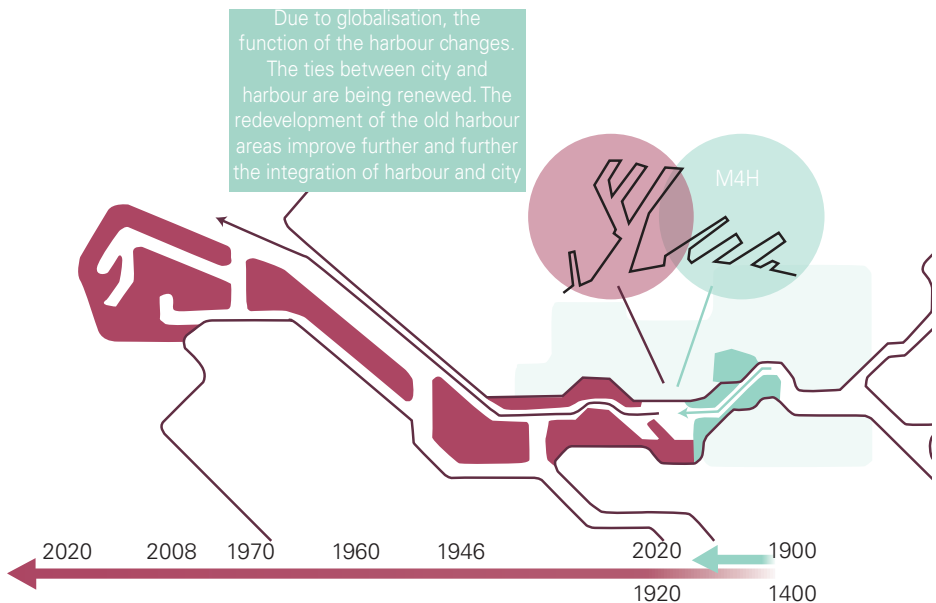 Due to globalisation, the
function of the harbour changes.
The ties between city and
harbour are being renewed. The
redevelopment of the old harbour
areas improve further and further
the integration of harbour and city
M4H
2020 2008 1970 1960 1946 2020 1900
1920 1400